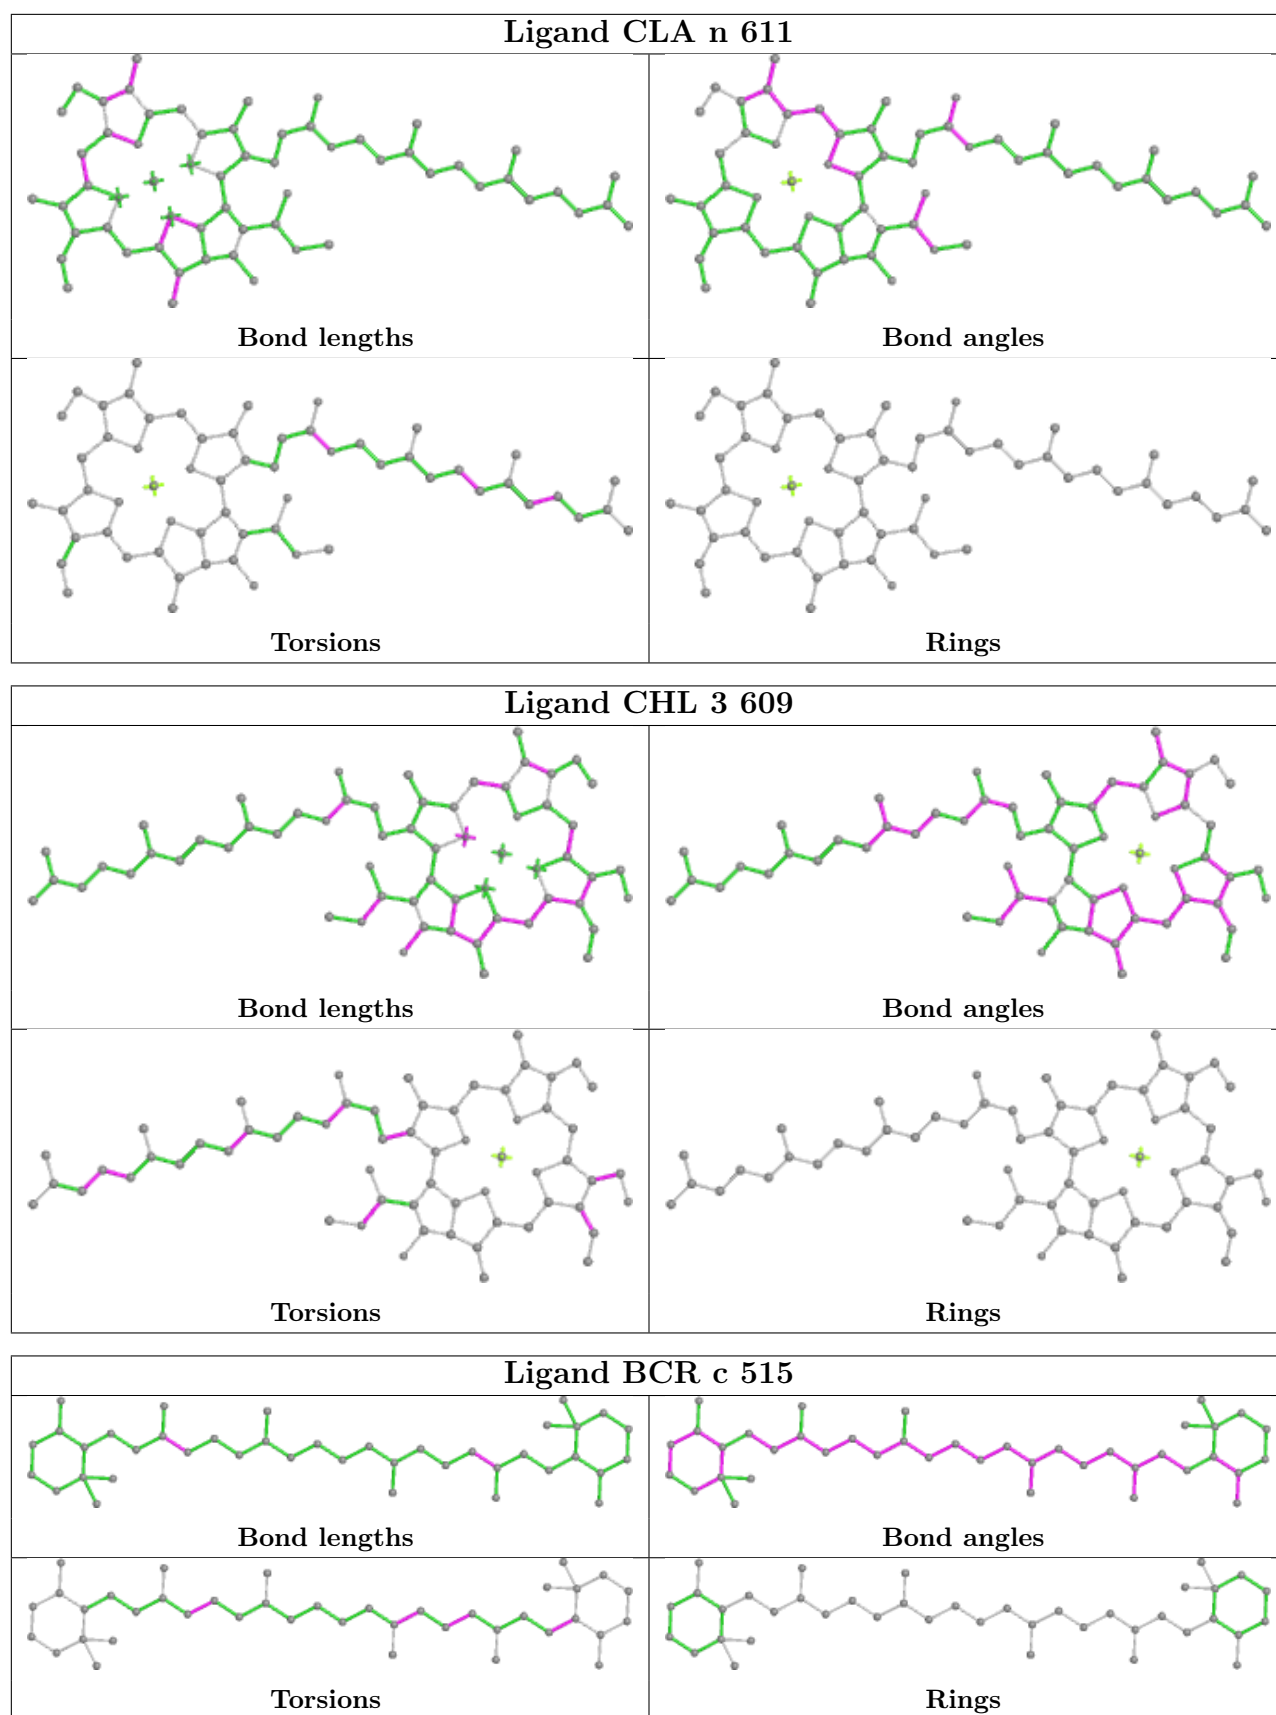 Ligand CLA n 611
Bond lengths
Bond angles
Torsions
Rings
Ligand CHL 3 609
Bond lengths
Bond angles
Torsions
Rings
Ligand BCR c 515
Bond lengths
Bond angles
Torsions
Rings